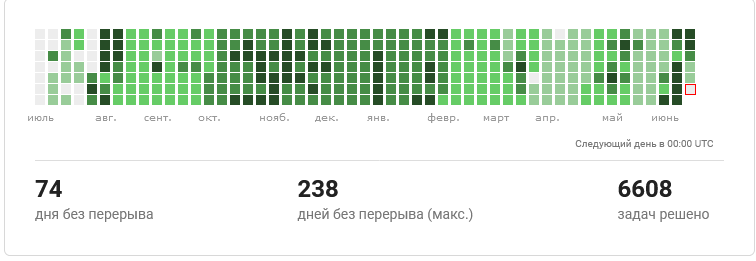 июль авг. сент. окт. нояб. дек. янв. февр. март апр. май июнь
Следующий день в 00:00 UTC
74 238 6608
дня без перерыва дней без перерыва (макс.) задач решено